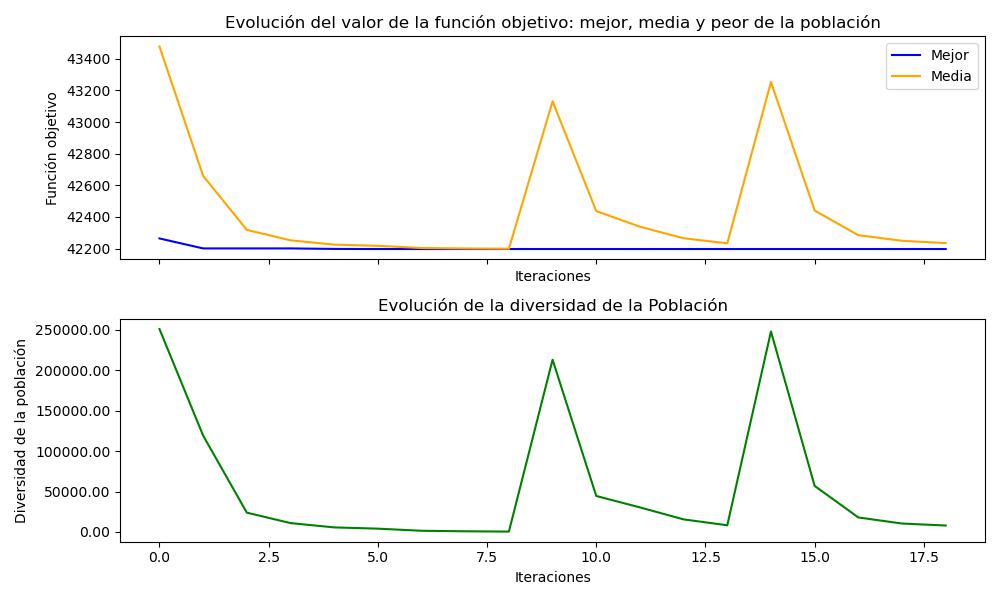 Evolución del valor de la función objetivo: mejor, media y peor de la población
Función objetivo
43400
43200
43000
42800
42600
42400
42200
Mejor
Media
Iteraciones
Evolución de la diversidad de la Población
Diversidad de la población
250000.00
200000.00
150000.00
100000.00
50000.00
0.00
0.0 2.5 5.0 7.5 10.0 12.5 15.0 17.5
Iteraciones